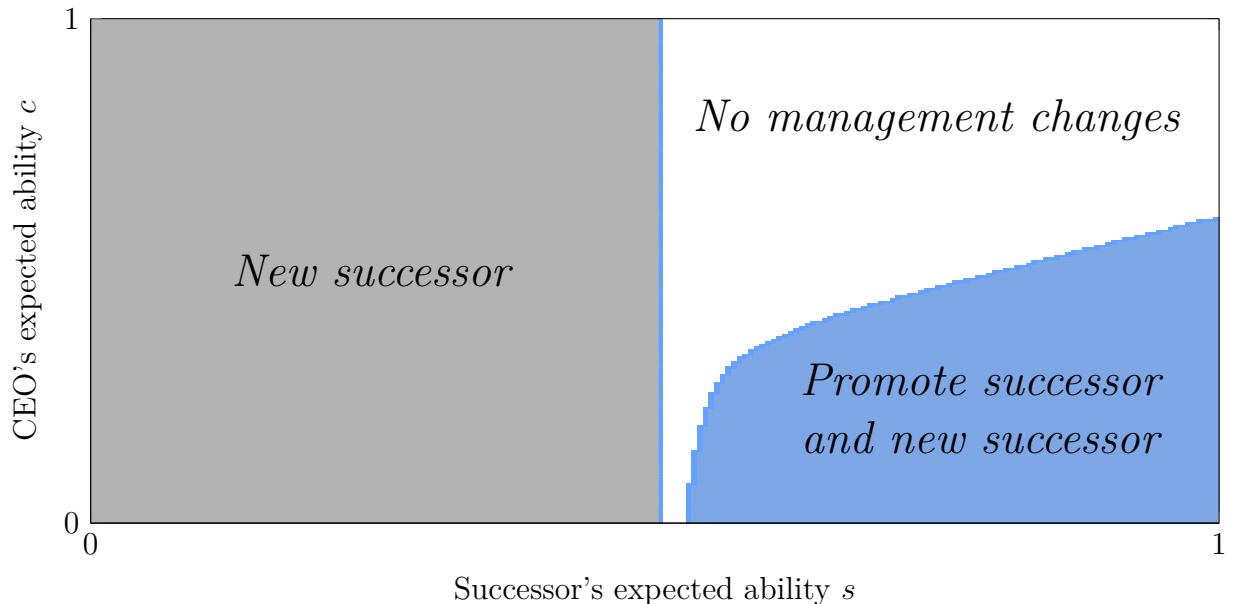 1
No management changes
CEO's expected ability c
New successor
Promote successor
and new successor
0
0
1
Successor's expected ability s